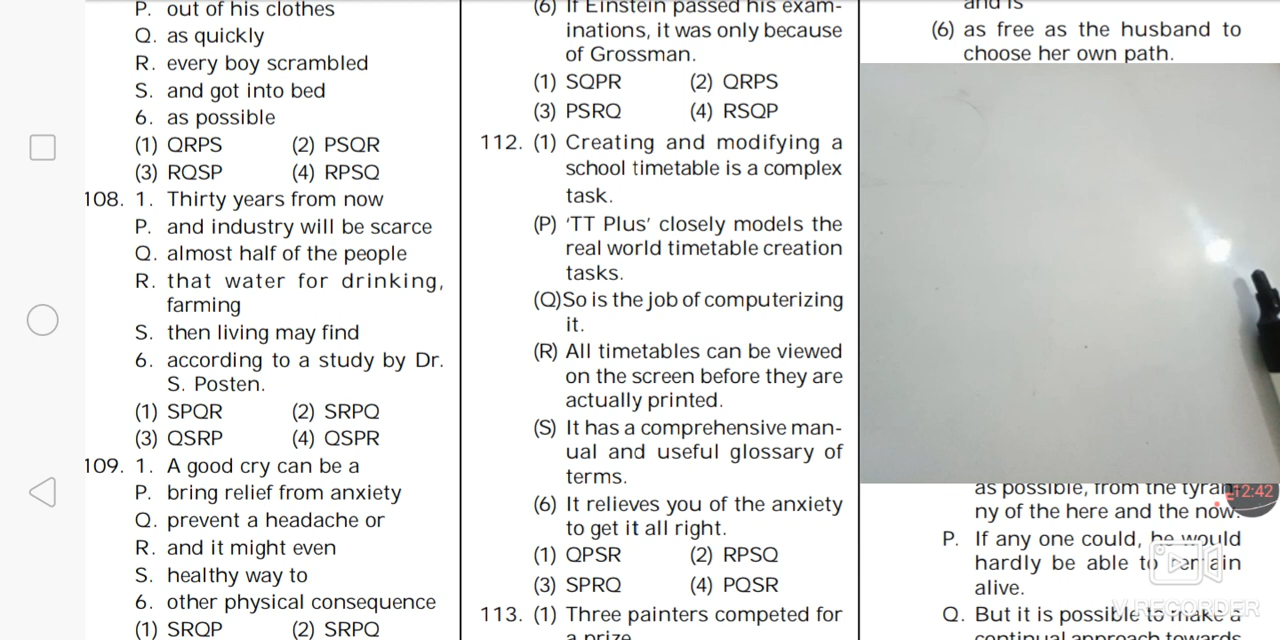 P. out of his clothes
Q. as quickly
R. every boy scrambled
S. and got into bed
6. as possible
(1) QRPS (2) PSQR
(3) RQSP (4) RPSQ
108. 1. Thirty years from now
P. and industry will be scarce
Q. almost half of the people
R. that water for drinking,
farming
S. then living may find
6. according to a study by Dr.
S. Posten.
(1) SPQR (2) SRPQ
(3) QSRP (4) QSPR
109. 1. A good cry can be a
P. bring relief from anxiety
Q. prevent a headache or
R. and it might even
S. healthy way to
6. other physical consequence
(1) SRQP (2) SRPQ
(6) If Einstein passed his exam-
inations, it was only because
of Grossman.
(1) SQPR (2) QRPS
(3) PSRQ (4) RSQP
112. (1) Creating and modifying a
school timetable is a complex
task.
(P) ‘TT Plus’ closely models the
real world timetable creation
tasks.
(Q)So is the job of computerizing
it.
(R) All timetables can be viewed
on the screen before they are
actually printed.
(S) It has a comprehensive man-
ual and useful glossary of
terms.
(6) It relieves you of the anxiety
to get it all right.
(1) QPSR (2) RPSQ
(3) SPRQ (4) PQSR
113. (1) Three painters competed for
a prize
and is
(6) as free as the husband to
choose her own path.
as possible, from the tyran-
12:42
ny of the here and the now.
P. If any one could, he would
hardly be able to remain
alive.
Q. But it is possible to make a
continual approach towards
V RECORDER